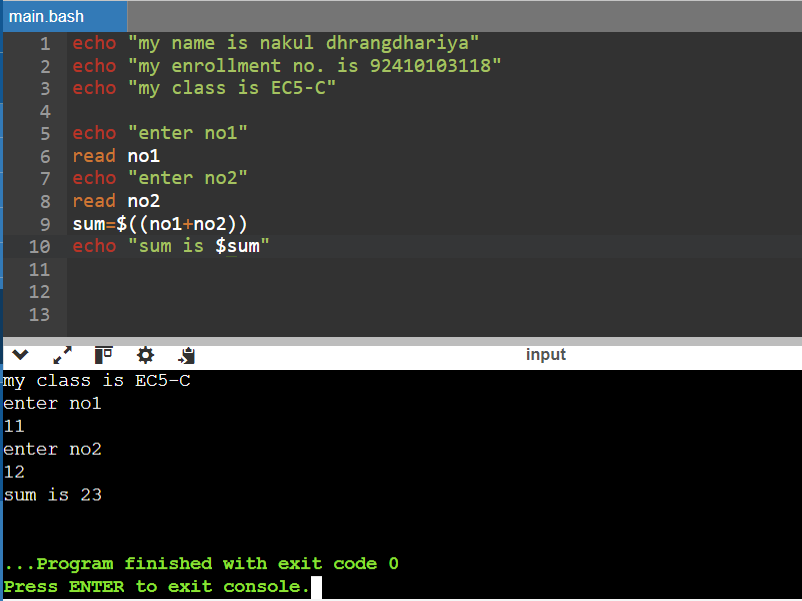 main.bash
1 echo "my name is nakul dhrangdhariya"
2 echo "my enrollment no. is 92410103118"
3 echo "my class is EC5-C"
4
5 echo "enter no1"
6 read no1
7 echo "enter no2"
8 read no2
9 sum=$((no1+no2))
10 echo "sum is $sum"
11
12
13
input
my class is EC5-C
enter no1
11
enter no2
12
sum is 23
...Program finished with exit code 0
Press ENTER to exit console.